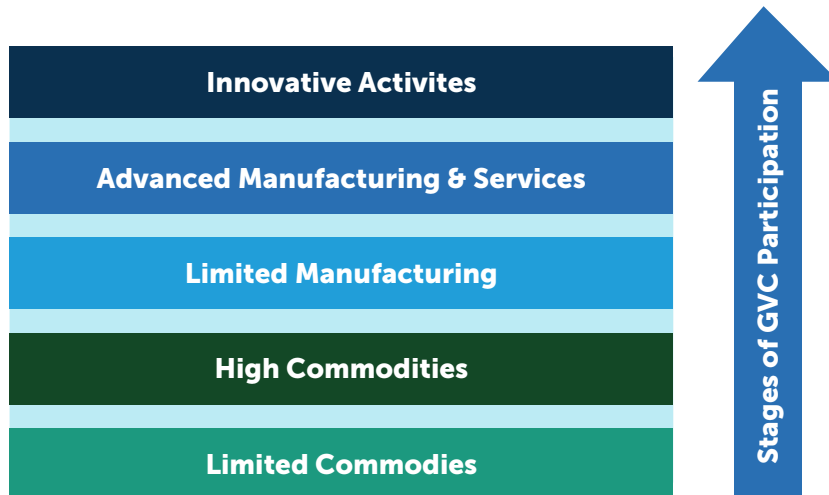 Innovative Activites
Advanced Manufacturing & Services
Limited Manufacturing
High Commodities
Limited Commodies
Stages of GVC Participation